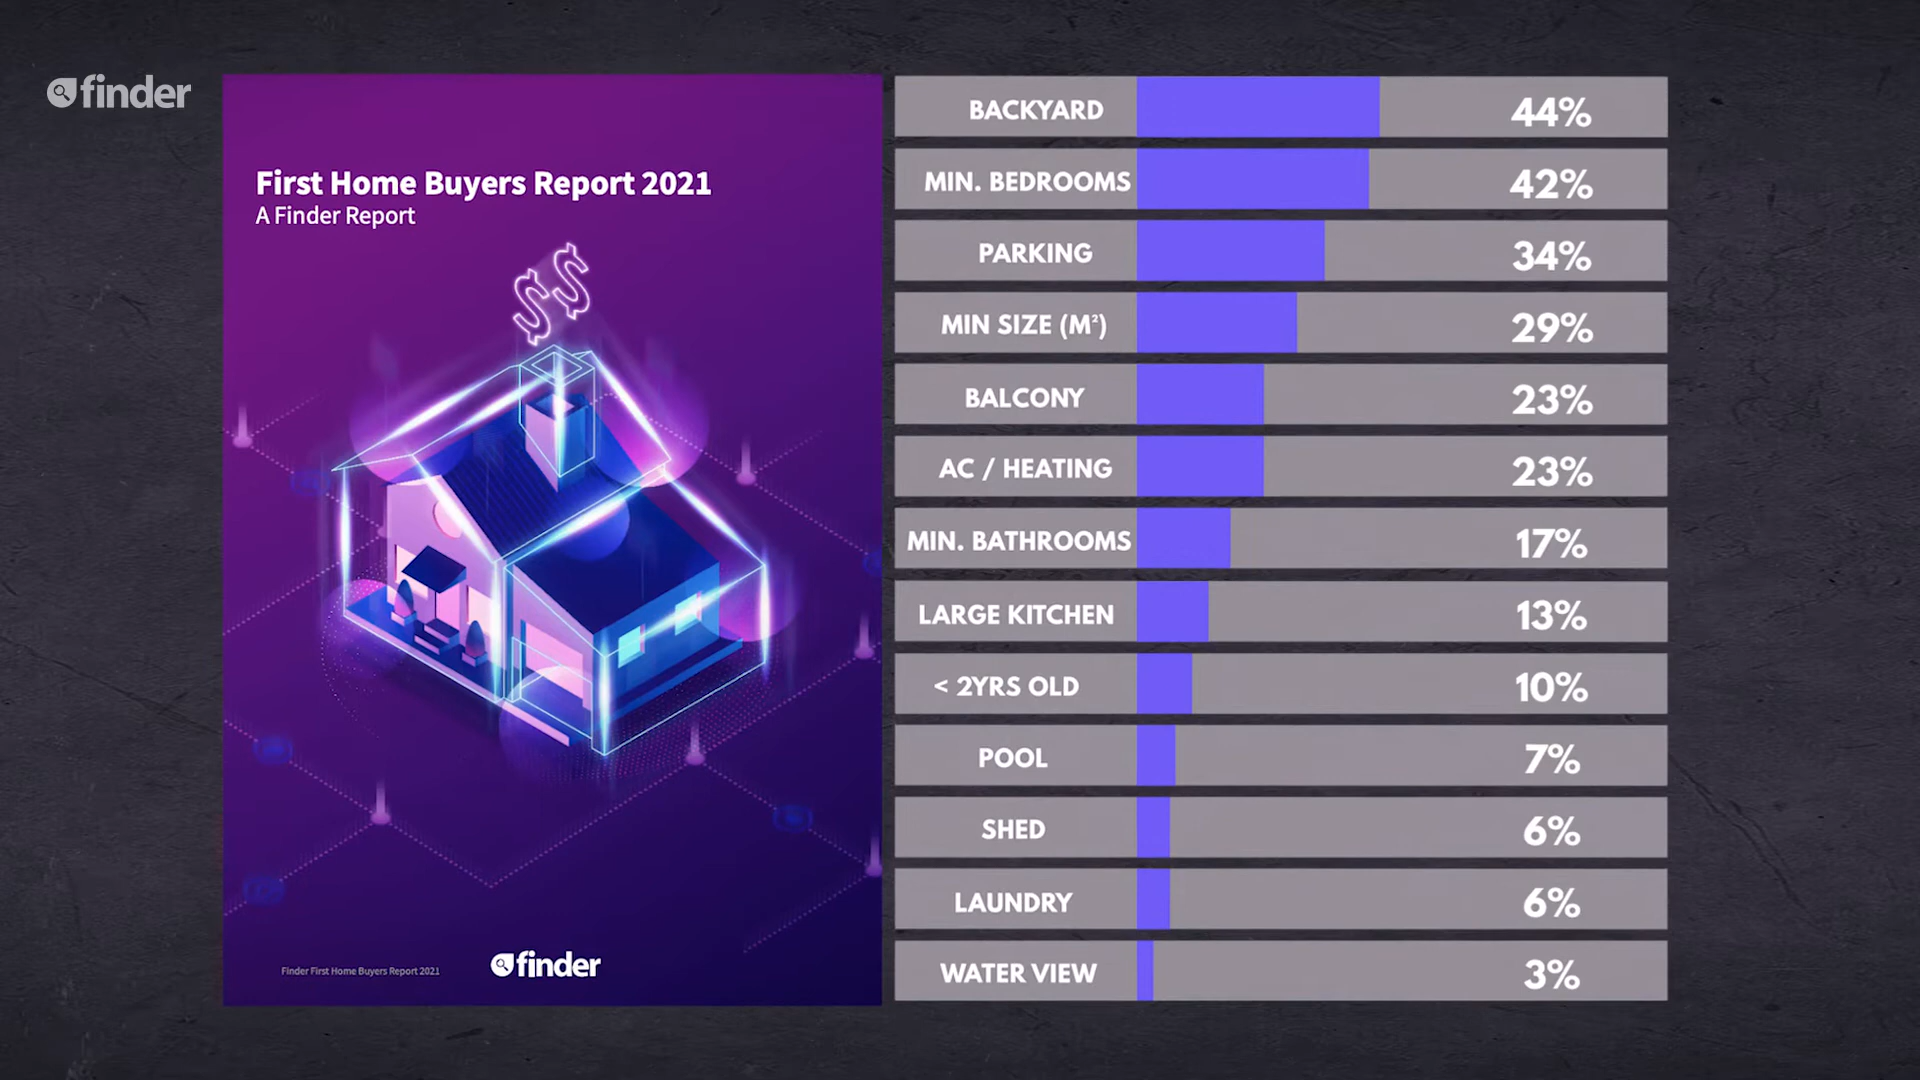 finder
First Home Buyers Report 2021
A Finder Report
$$
Finder First Home Buyers Report 2021
finder
BACKYARD 44%
MIN. BEDROOMS 42%
PARKING 34%
MIN SIZE (M²) 29%
BALCONY 23%
AC / HEATING 23%
MIN. BATHROOMS 17%
LARGE KITCHEN 13%
< 2YRS OLD 10%
POOL 7%
SHED 6%
LAUNDRY 6%
WATER VIEW 3%